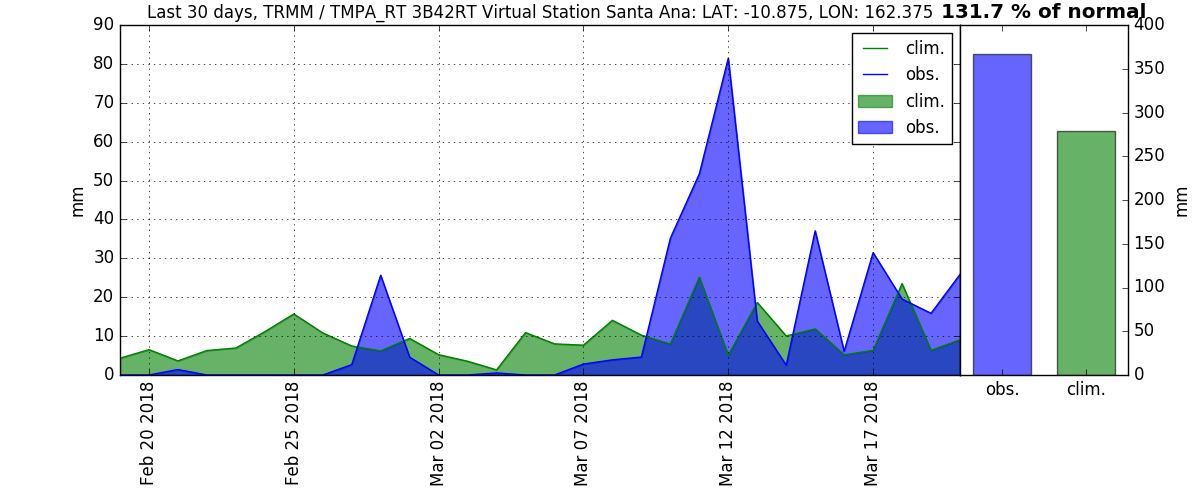 Last 30 days, TRMM / TMPA_RT 3B42RT Virtual Station Santa Ana: LAT: -10.875, LON: 162.375 131.7 % of normal
90
80
70
60
50
40
30
20
10
0
mm
clim.
obs.
clim.
obs.
Feb 20 2018
Feb 25 2018
Mar 02 2018
Mar 07 2018
Mar 12 2018
Mar 17 2018
400
350
300
250
200
150
100
50
0
mm
obs. clim.